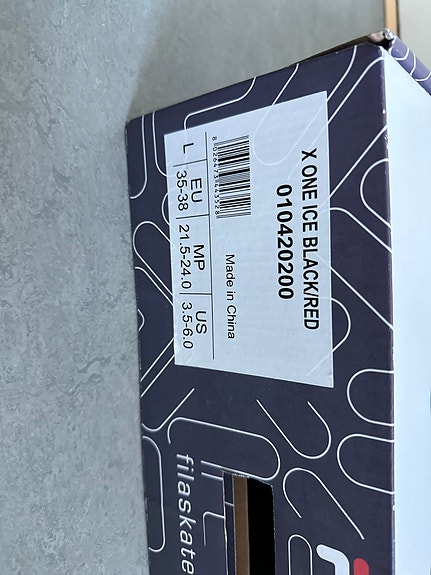 X ONE ICE BLACK/RED
010420200
Made in China
8026473443528
EU MP US
L 35-38 21.5-24.0 3.5-6.0
filaskate